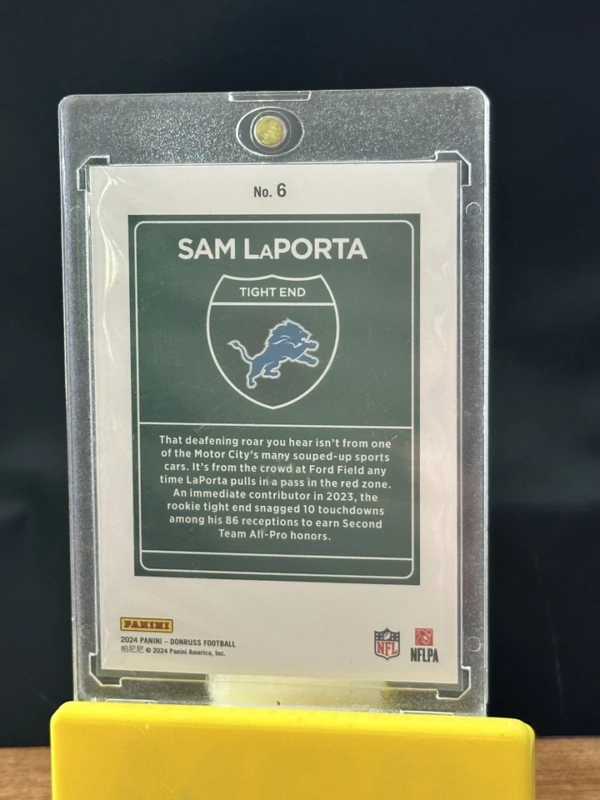 No. 6
SAM LaPORTA
TIGHT END
That deafening roar you hear isn't from one
of the Motor City's many souped-up sports
cars. It's from the crowd at Ford Field any
time LaPorta pulls in a pass in the red zone.
An immediate contributor in 2023, the
rookie tight end snagged 10 touchdowns
among his 86 receptions to earn Second
Team All-Pro honors.
PANINI
2024 PANINI – DONRUSS FOOTBALL
帕尼尼 © 2024 Panini America, Inc.
NFL
NFLPA